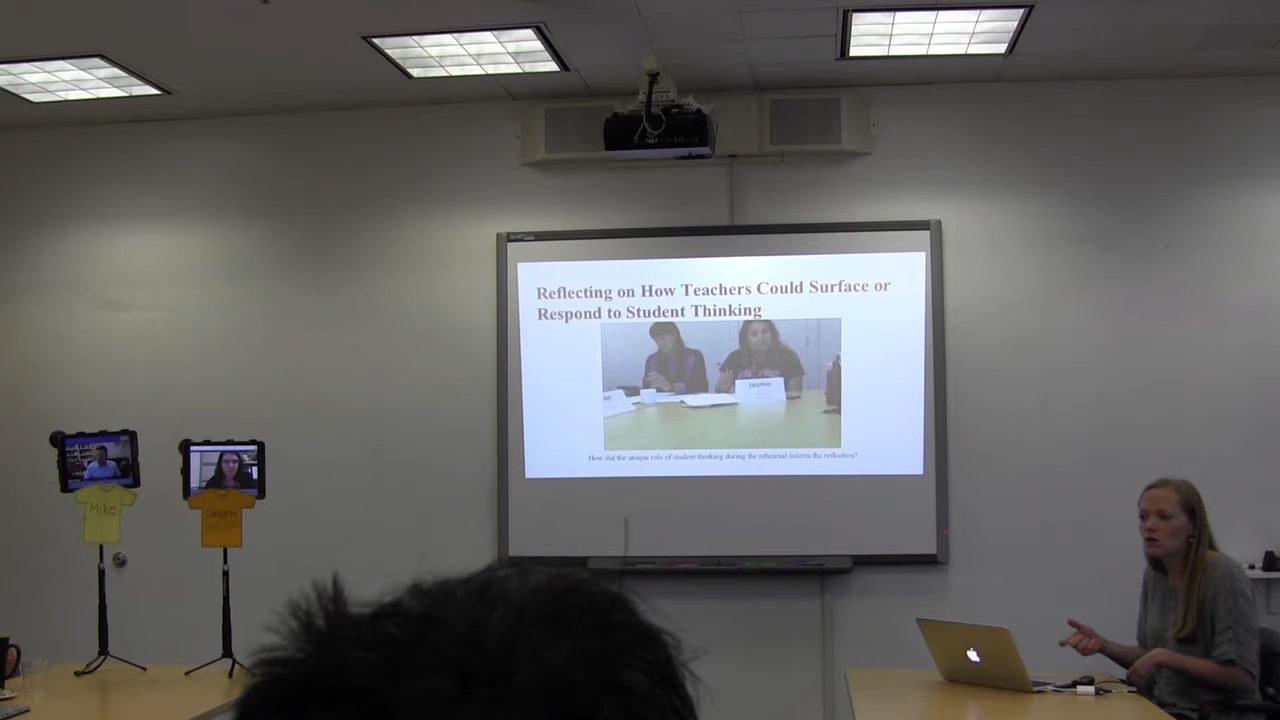 Reflecting on How Teachers Could Surface or
Respond to Student Thinking
How did the unique role of student thinking during the rehearsal inform the reflection?
Mike
Sarah